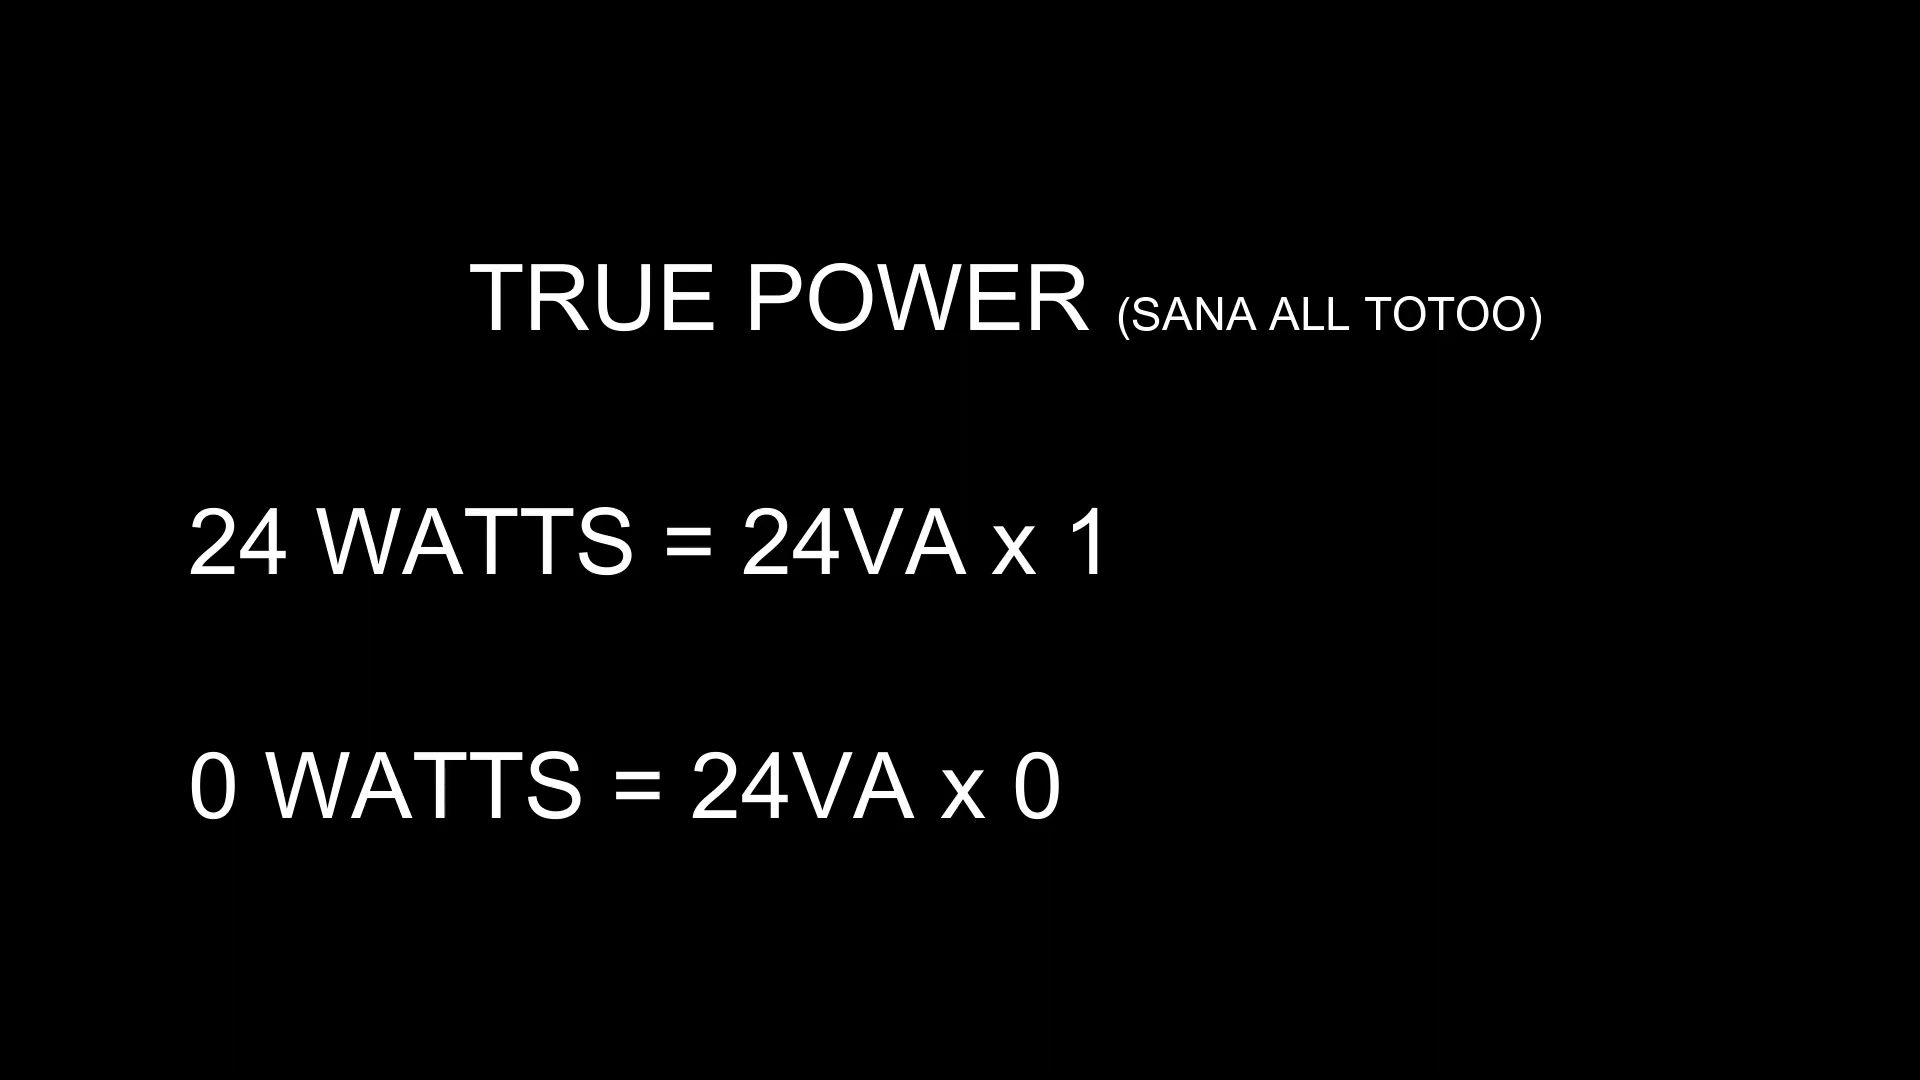 TRUE POWER (SANA ALL TOTOO)
24 WATTS = 24VA x 1
0 WATTS = 24VA x 0